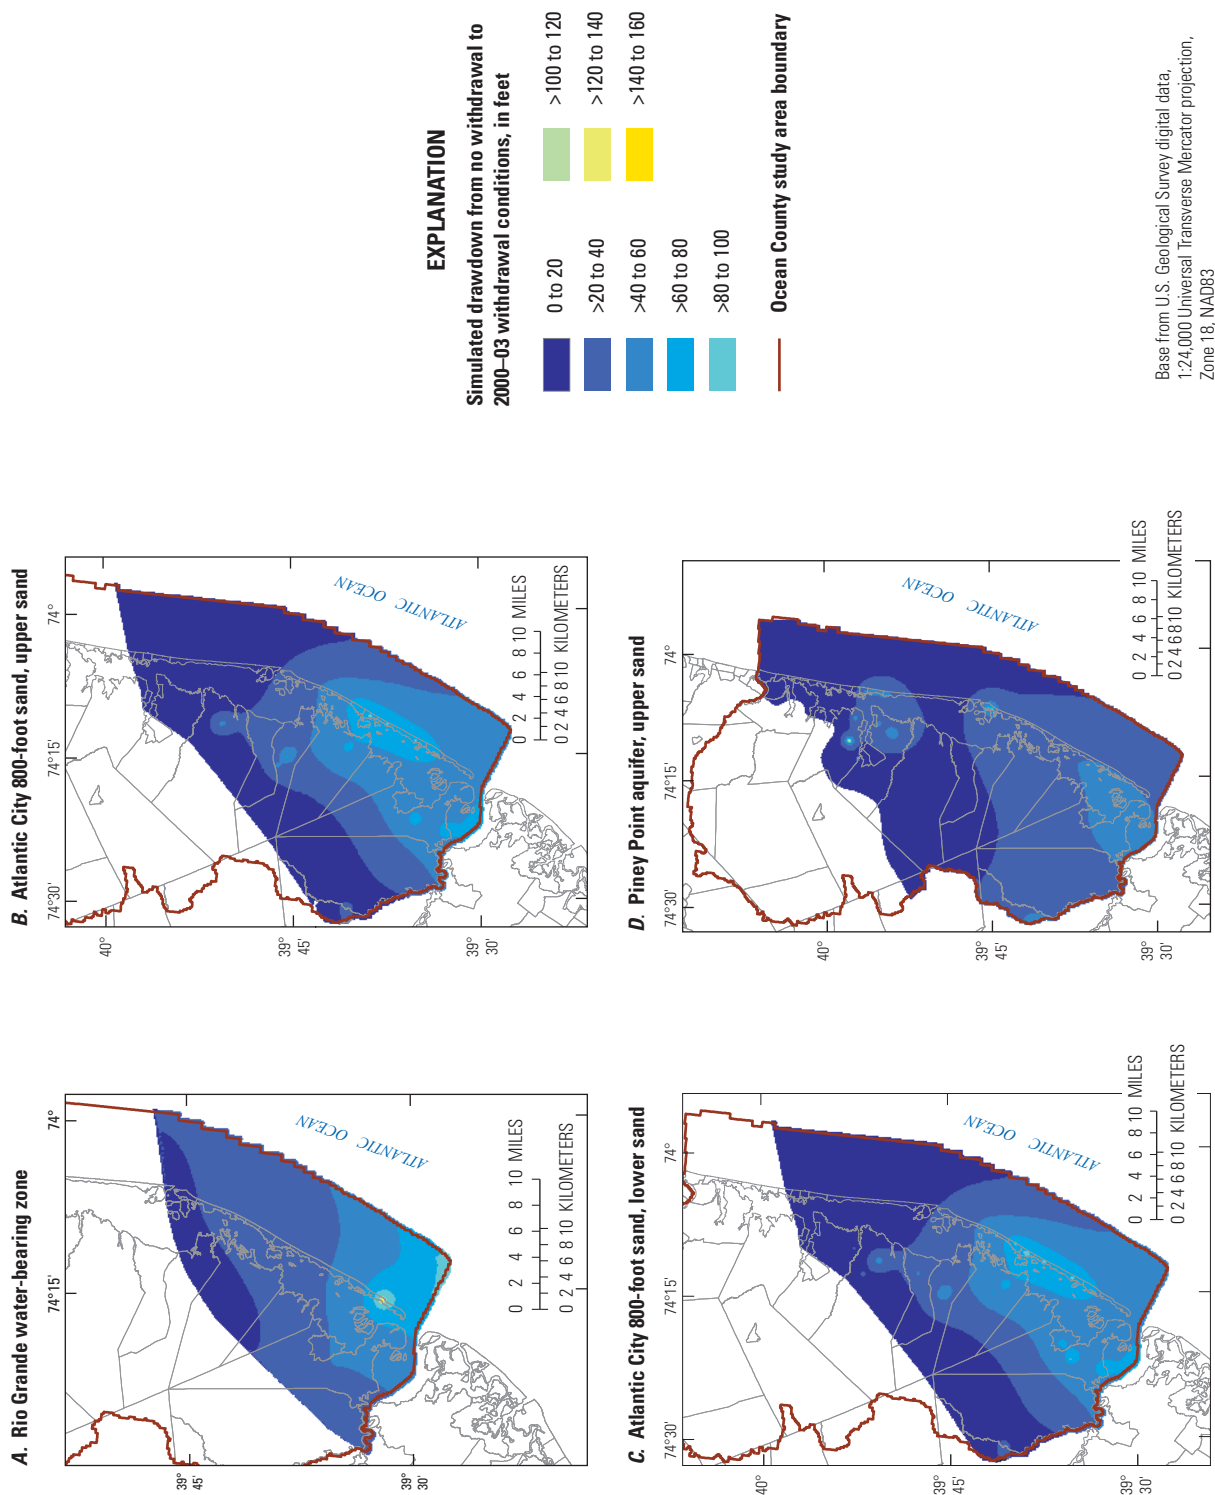 A. Rio Grande water-bearing zone
74°15'
74°
39°
45'
39°
30'
ATLANTIC OCEAN
0 2 4 6 8 10 MILES
0 2 4 6 8 10 KILOMETERS
B. Atlantic City 800-foot sand, upper sand
74°30'
74°15'
74°
40°
39°
45'
39°
30'
ATLANTIC OCEAN
0 2 4 6 8 10 MILES
0 2 4 6 8 10 KILOMETERS
C. Atlantic City 800-foot sand, lower sand
74°30'
74°15'
74°
40°
39°
45'
39°
30'
ATLANTIC OCEAN
0 2 4 6 8 10 MILES
0 2 4 6 8 10 KILOMETERS
D. Piney Point aquifer, upper sand
74°30'
74°15'
74°
40°
39°
45'
39°
30'
ATLANTIC OCEAN
0 2 4 6 8 10 MILES
0 2 4 6 8 10 KILOMETERS
EXPLANATION
Simulated drawdown from no withdrawal to
2000–03 withdrawal conditions, in feet
0 to 20
>20 to 40
>40 to 60
>60 to 80
>80 to 100
>100 to 120
>120 to 140
>140 to 160
Ocean County study area boundary
Base from U.S. Geological Survey digital data,
1:24,000 Universal Transverse Mercator projection,
Zone 18, NAD83